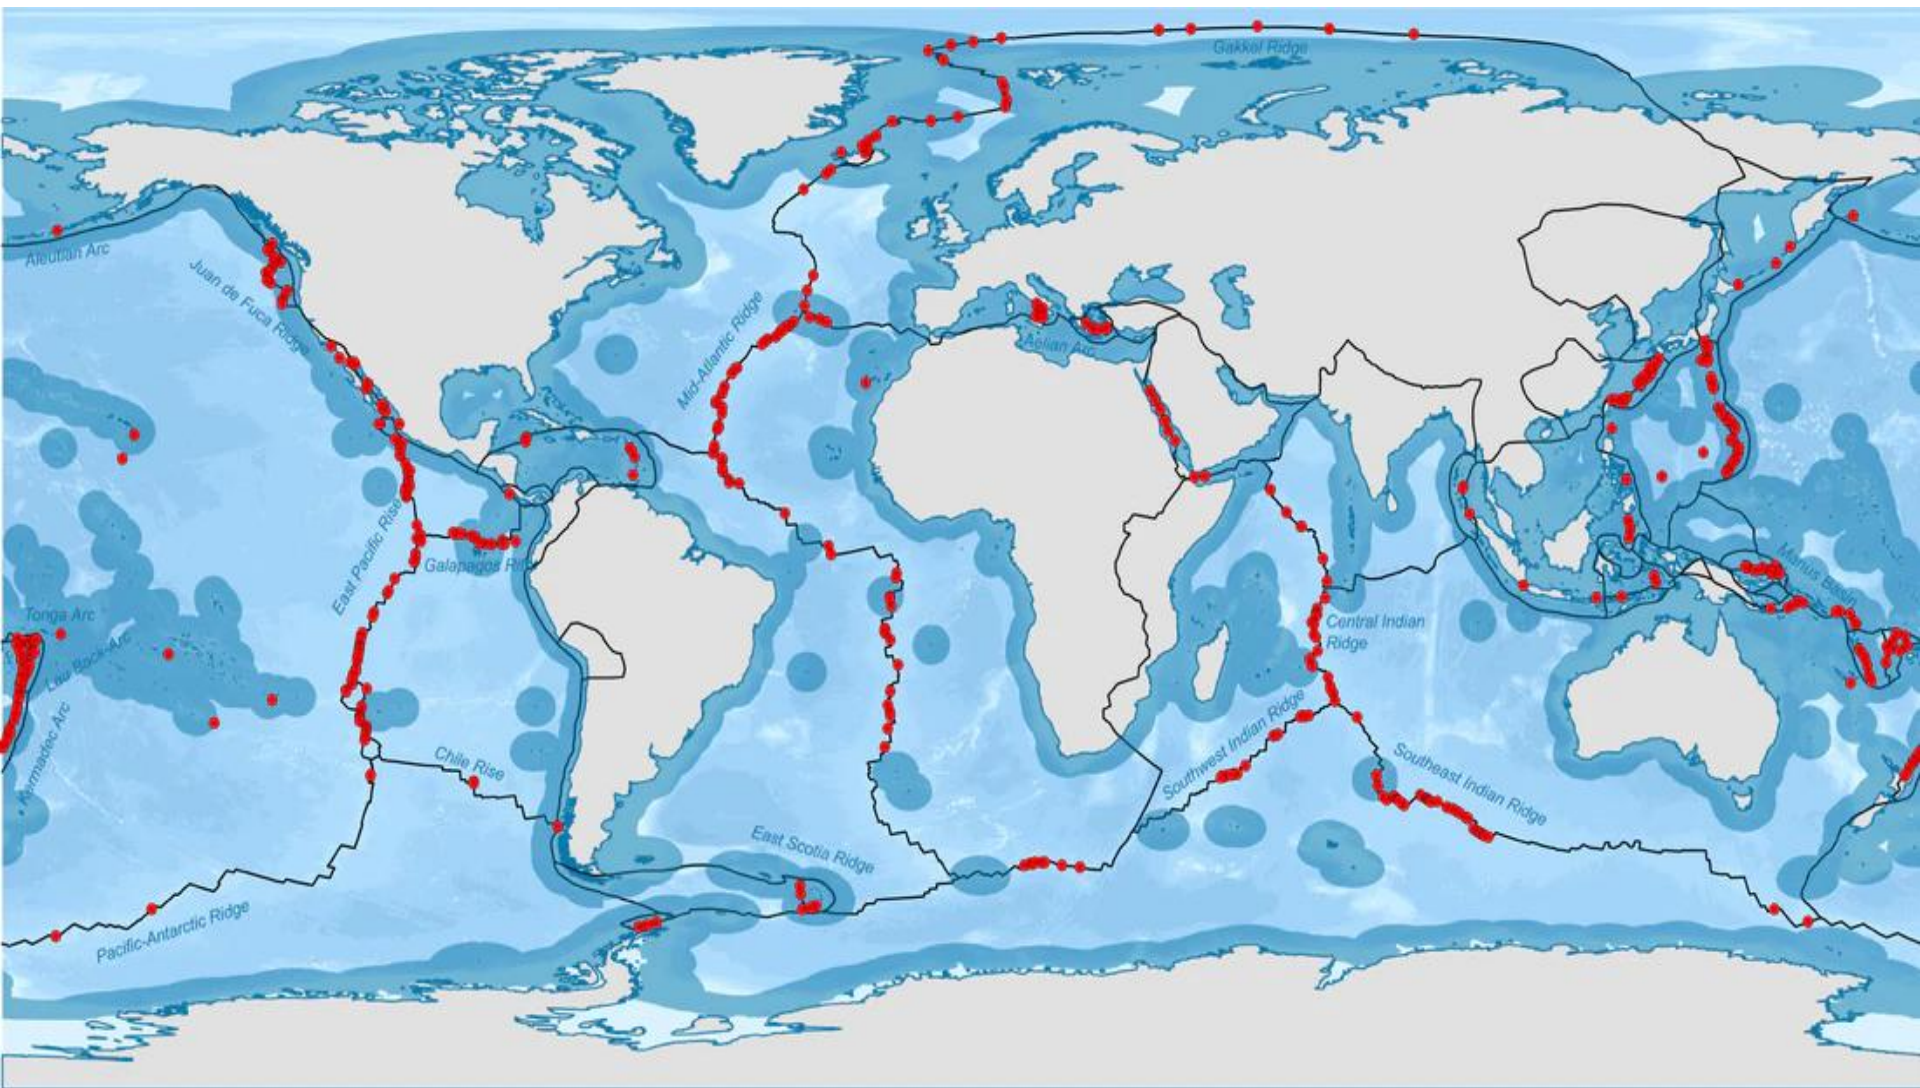 Gakkel Ridge
Aleutian Arc
Juan de Fuca Ridge
Mid-Atlantic Ridge
Aelian Arc
East Pacific Rise
Galapagos Rift
Manus Basin
Tonga Arc
Lau Back-Arc
Kermadec Arc
Central Indian
Ridge
Southwest Indian Ridge
Southeast Indian Ridge
Chile Rise
East Scotia Ridge
Pacific-Antarctic Ridge